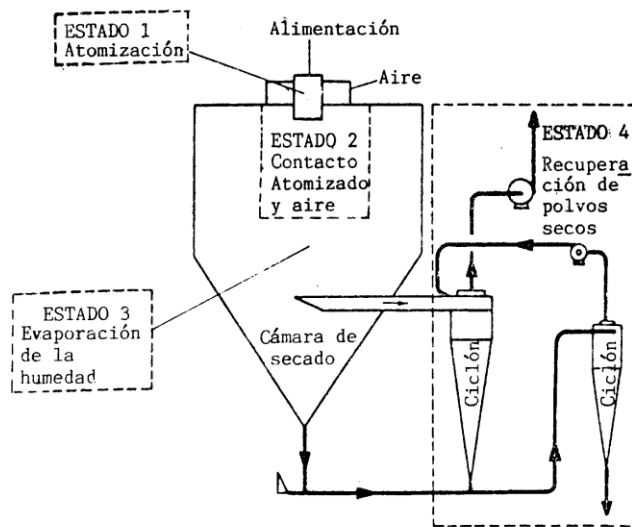 ESTADO 1
Atomización
Alimentación
Aire
ESTADO 2
Contacto
Atomizado
y aire
ESTADO 3
Evaporación
de la
humedad
Cámara de
secado
Ciclón
Ciclón
ESTADO 4
Recupera
ción de
polvos
secos